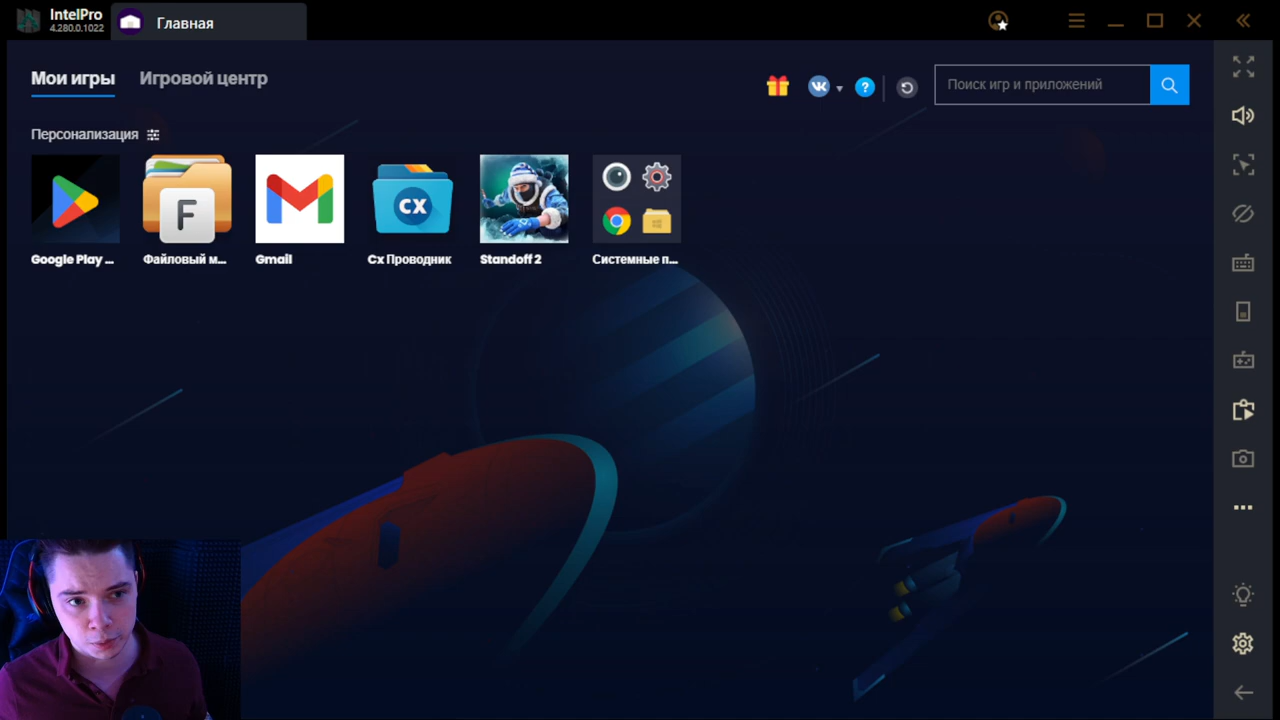 IntelPro
4.280.0.1022
Главная
Мои игры
Игровой центр
Поиск игр и приложений
Персонализация
Google Play ...
Файловый м...
Gmail
Cx Проводник
Standoff 2
Системные п...
F
CX